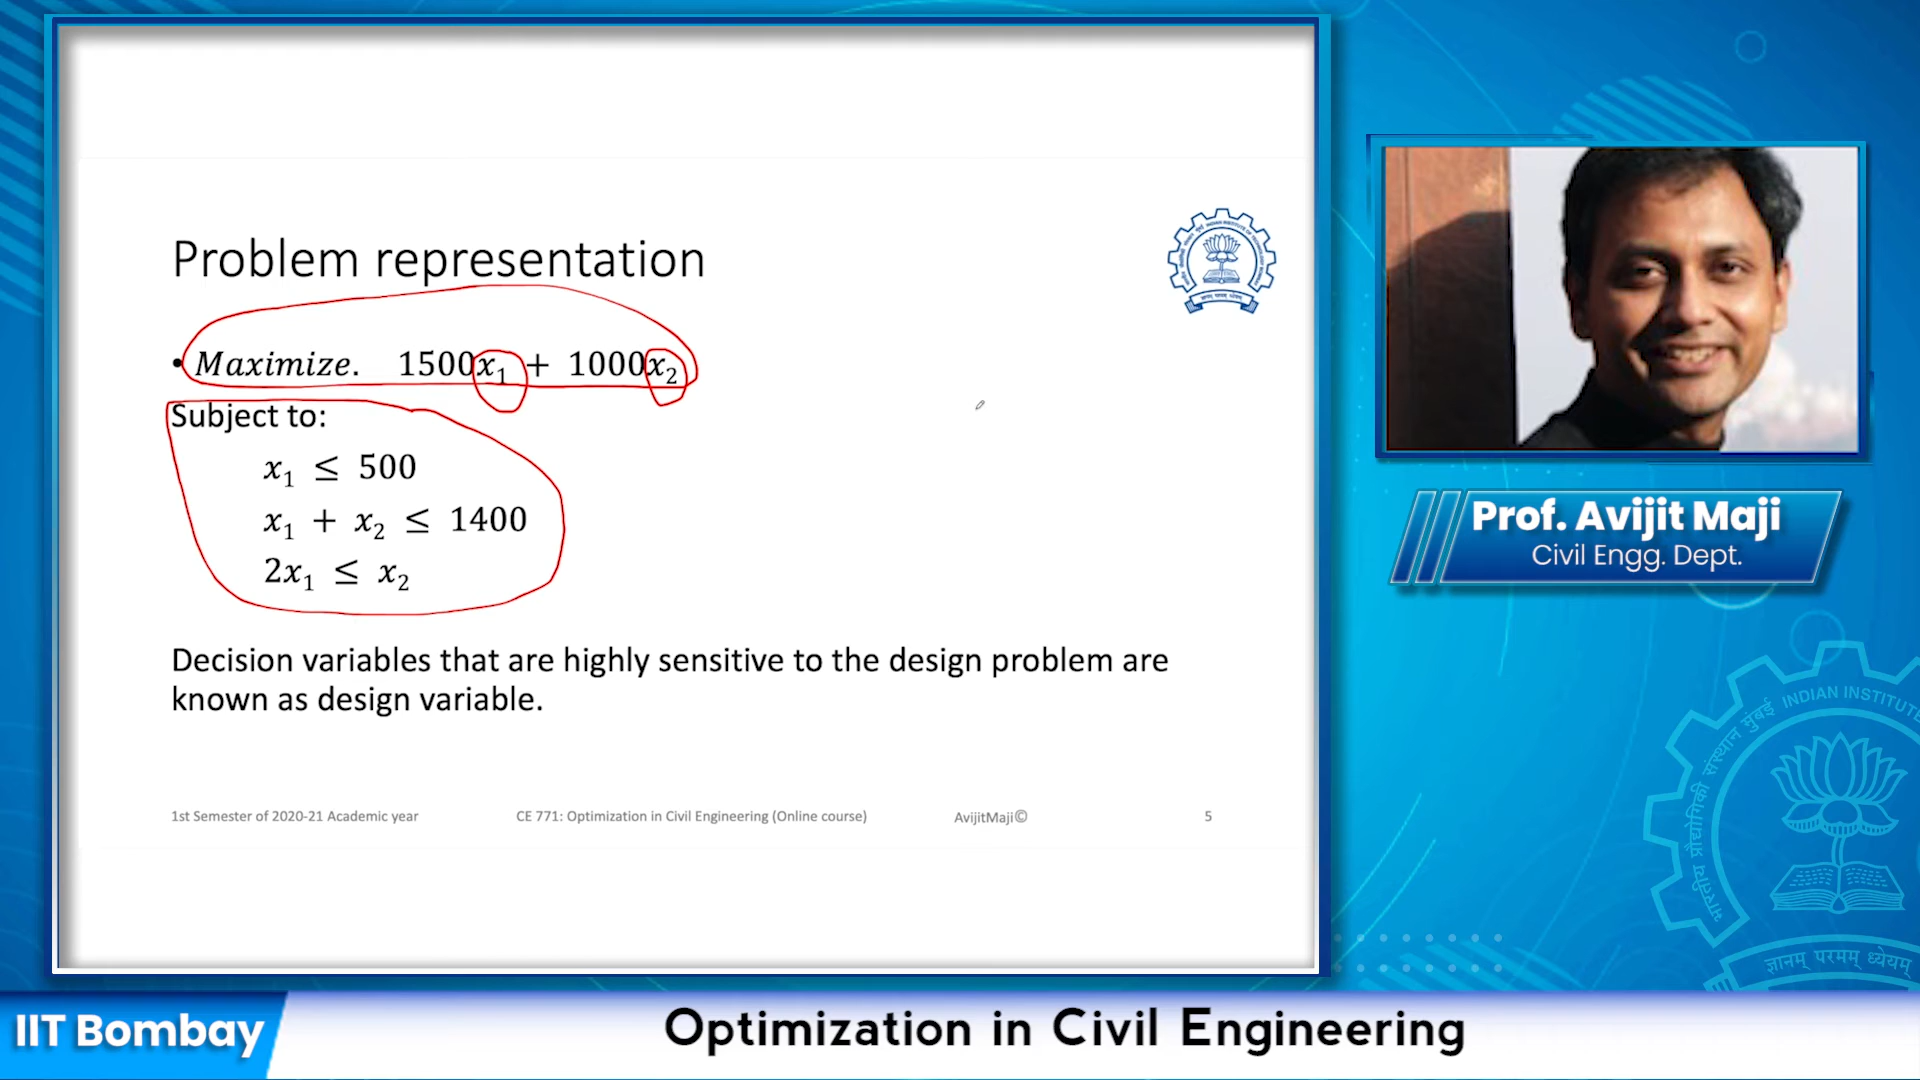 Problem representation
• Maximize. 1500x₁ + 1000x₂
Subject to:
x₁ ≤ 500
x₁ + x₂ ≤ 1400
2x₁ ≤ x₂
Decision variables that are highly sensitive to the design problem are
known as design variable.
1st Semester of 2020-21 Academic year
CE 771: Optimization in Civil Engineering (Online course)
AvijitMaji©
5
Prof. Avijit Maji
Civil Engg. Dept.
INDIAN INSTITUTE
भारतीय प्रौद्योगिकी संस्थान मुंबई
ज्ञानम् परमम् ध्येयम्
IIT Bombay
Optimization in Civil Engineering